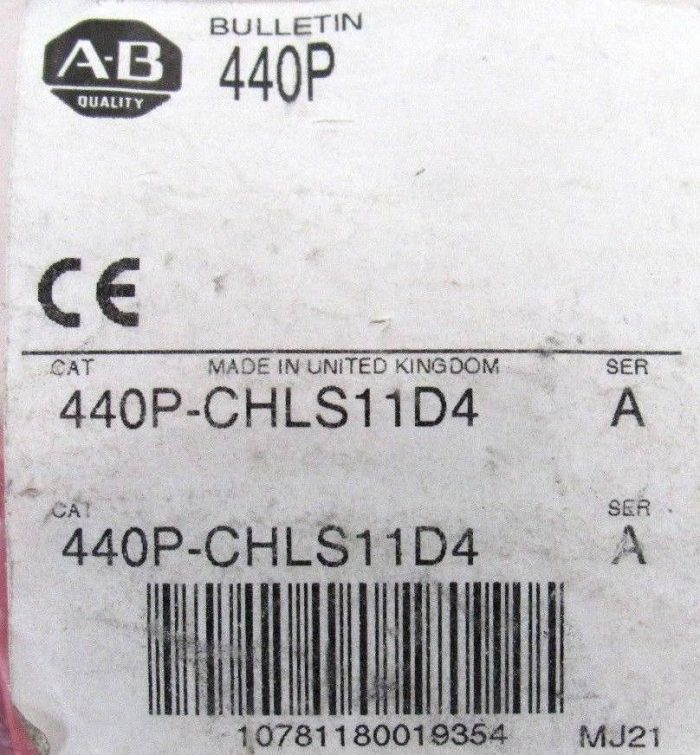 A-B
QUALITY
BULLETIN
440P
CE
CAT MADE IN UNITED KINGDOM SER
440P-CHLS11D4 A
CAT SER
440P-CHLS11D4 A
10781180019354 MJ21